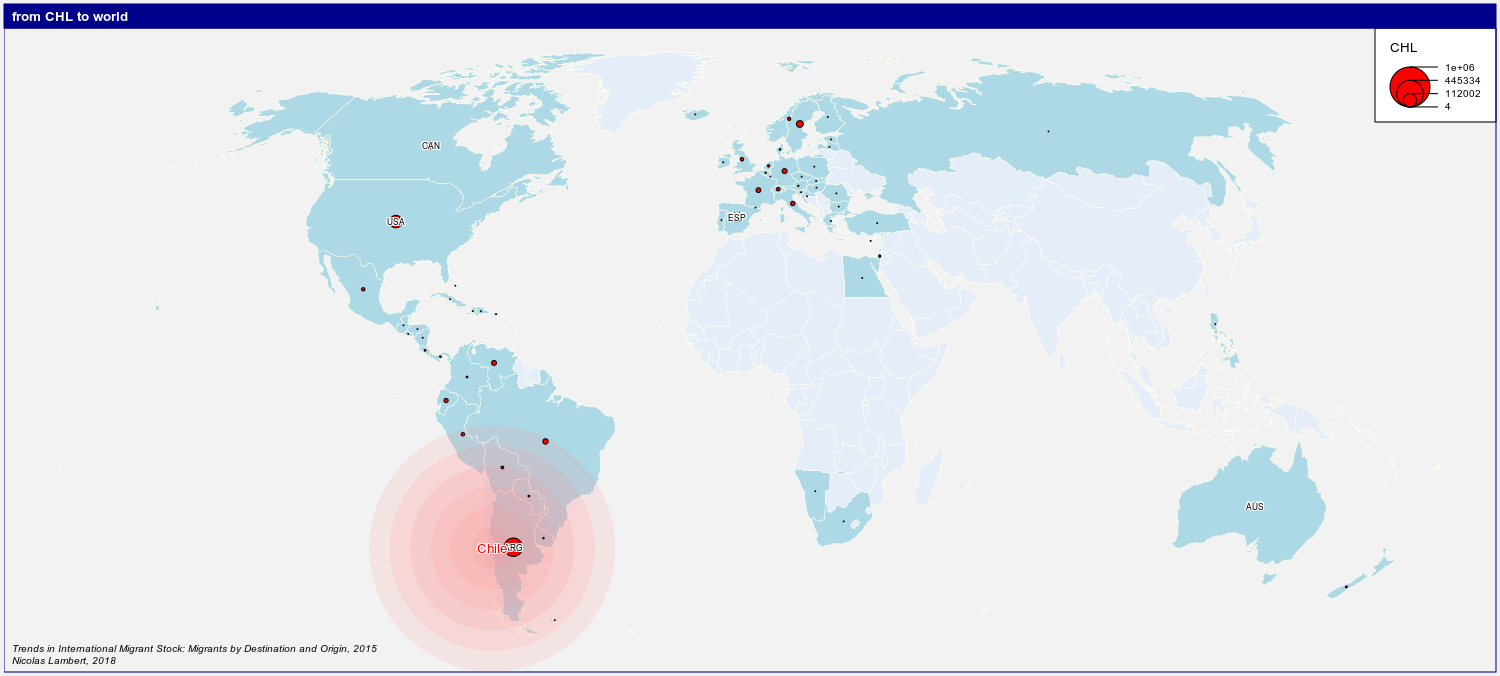 from CHL to world
CHL
1e+06
445334
112002
4
CAN
USA
ESP
AUS
Chile
ARG
Trends in International Migrant Stock: Migrants by Destination and Origin, 2015
Nicolas Lambert, 2018